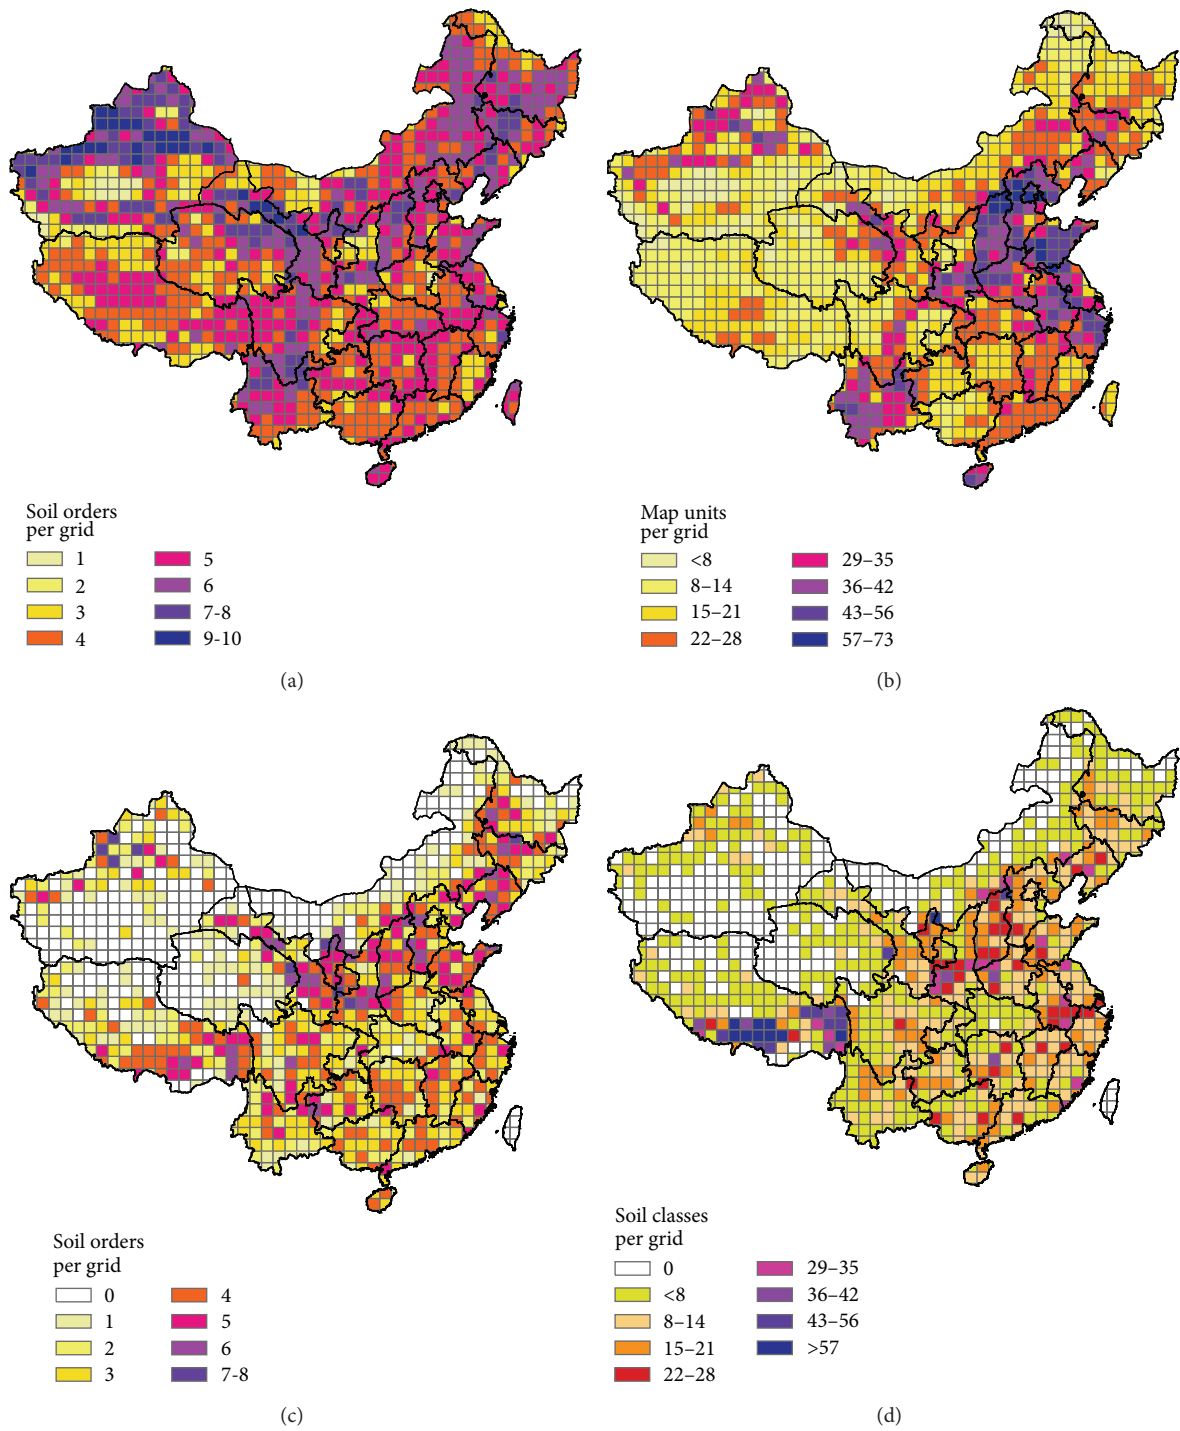 Soil orders
per grid
1
2
3
4
5
6
7-8
9-10
(a)
Map units
per grid
<8
8–14
15–21
22–28
29–35
36–42
43–56
57–73
(b)
Soil orders
per grid
0
1
2
3
4
5
6
7-8
(c)
Soil classes
per grid
0
<8
8–14
15–21
22–28
29–35
36–42
43–56
>57
(d)